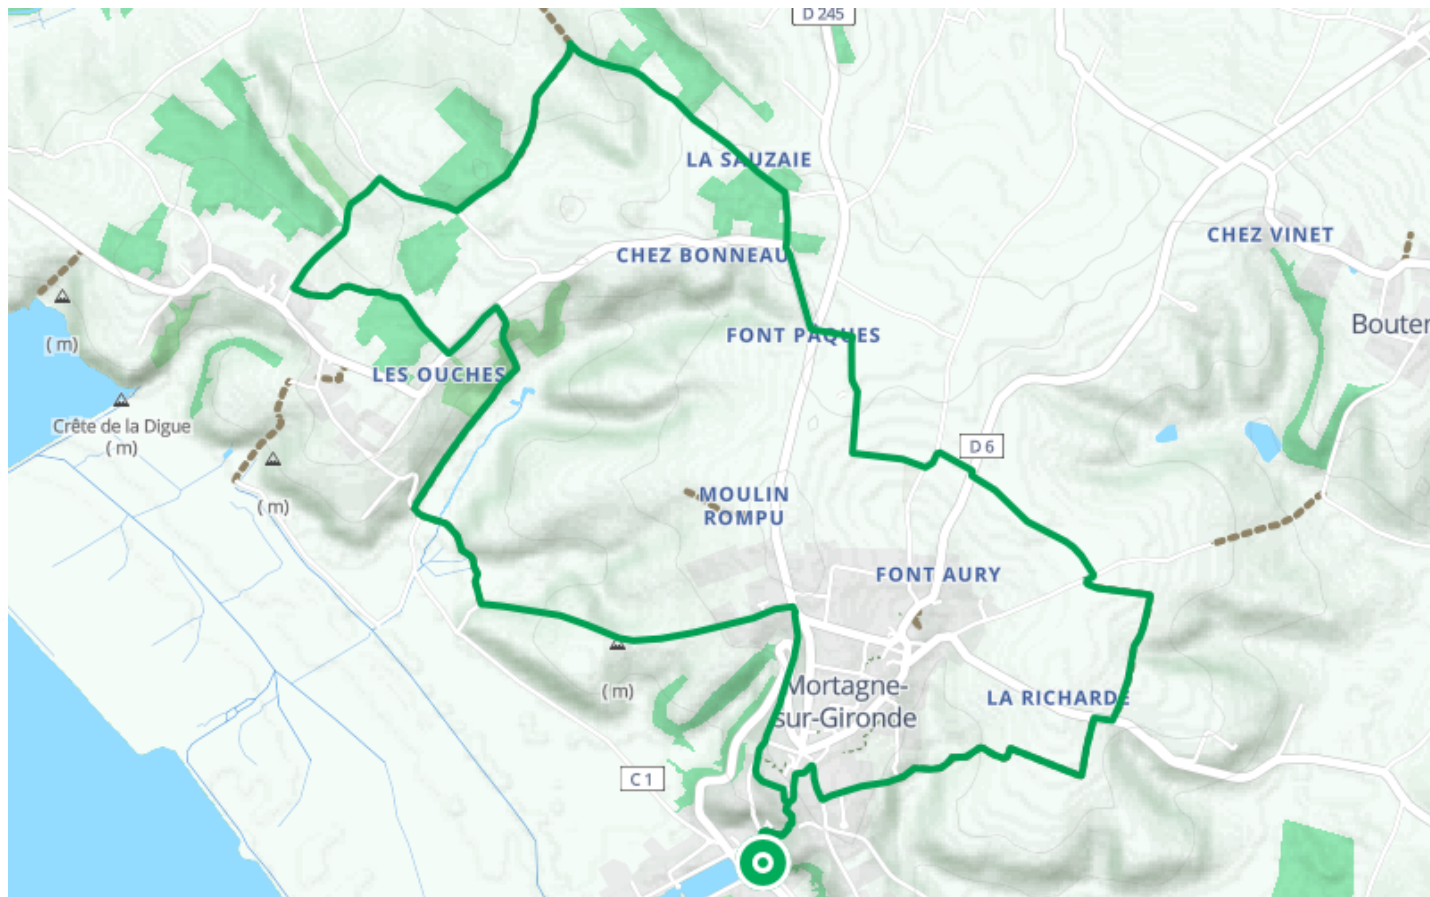 D 245
LA SAUZAIE
CHEZ VINET
CHEZ BONNEAU
( m)
FONT PÂQUES
Bouter
LES OUCHES
Crête de la Digue
( m)
D 6
MOULIN
ROMPU
( m)
FONT AURY
( m)
Mortagne-
sur-Gironde
LA RICHARDE
C 1